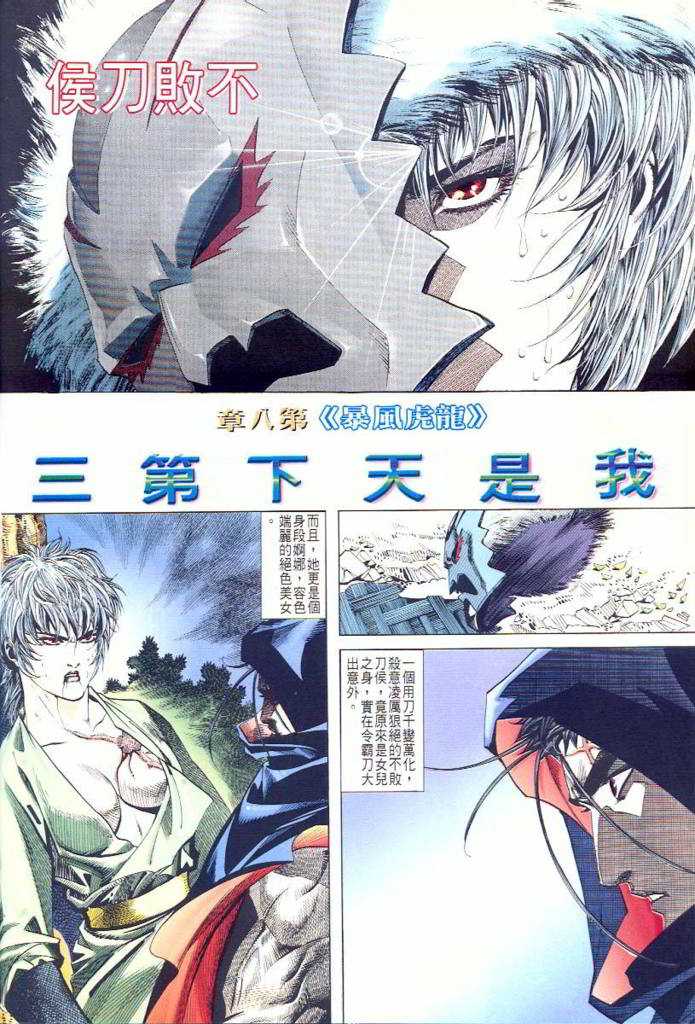 不敗刀侯
《龍虎風暴》第八章
我是天下第三
一個用刀千變萬化，
殺意凌厲狠絕的不敗
刀侯，竟原來是女兒
之身，實在令霸刀大
出意外。
而且，她更是個
身段婀娜，容色
端麗的絕色美女
。